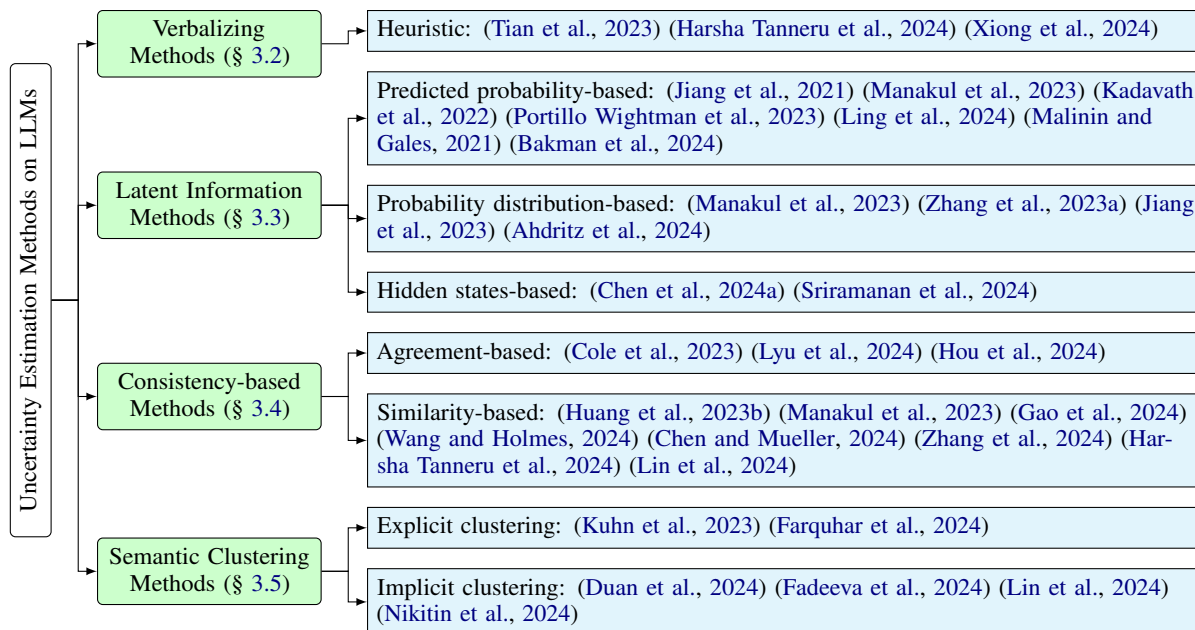 Uncertainty Estimation Methods on LLMs
Verbalizing
Methods (§ 3.2)
Heuristic: (Tian et al., 2023) (Harsha Tanneru et al., 2024) (Xiong et al., 2024)
Latent Information
Methods (§ 3.3)
Predicted probability-based: (Jiang et al., 2021) (Manakul et al., 2023) (Kadavath
et al., 2022) (Portillo Wightman et al., 2023) (Ling et al., 2024) (Malinin and
Gales, 2021) (Bakman et al., 2024)
Probability distribution-based: (Manakul et al., 2023) (Zhang et al., 2023a) (Jiang
et al., 2023) (Ahdritz et al., 2024)
Hidden states-based: (Chen et al., 2024a) (Sriramanan et al., 2024)
Consistency-based
Methods (§ 3.4)
Agreement-based: (Cole et al., 2023) (Lyu et al., 2024) (Hou et al., 2024)
Similarity-based: (Huang et al., 2023b) (Manakul et al., 2023) (Gao et al., 2024)
(Wang and Holmes, 2024) (Chen and Mueller, 2024) (Zhang et al., 2024) (Har-
sha Tanneru et al., 2024) (Lin et al., 2024)
Semantic Clustering
Methods (§ 3.5)
Explicit clustering: (Kuhn et al., 2023) (Farquhar et al., 2024)
Implicit clustering: (Duan et al., 2024) (Fadeeva et al., 2024) (Lin et al., 2024)
(Nikitin et al., 2024)